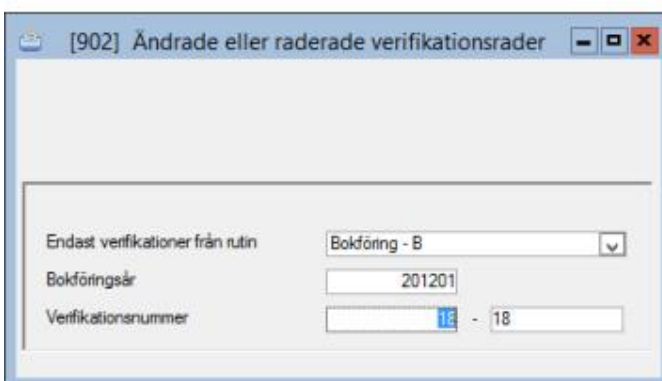 [902] Ändrade eller raderade verifikationsrader
Endast verifikationer från rutin Bokföring - B
Bokföringsår 201201
Verifikationsnummer 18 - 18